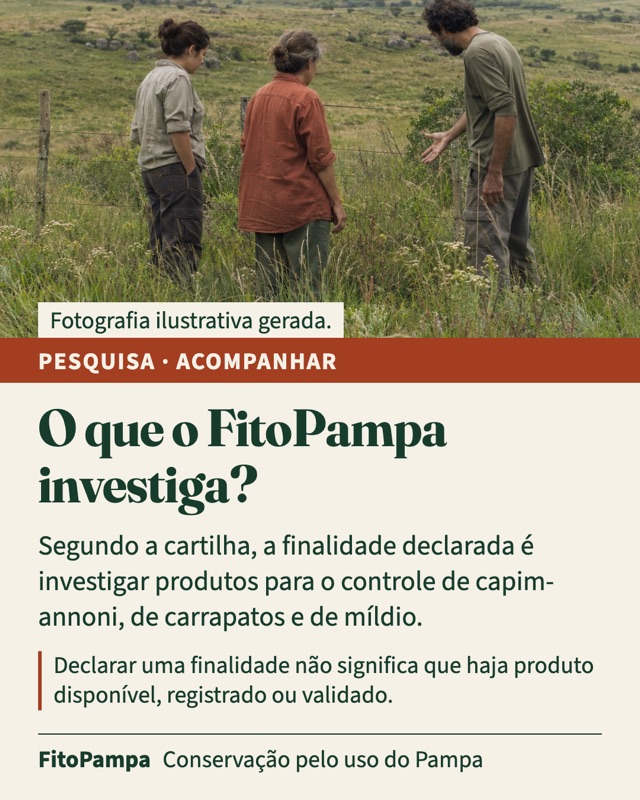 Fotografia ilustrativa gerada.
PESQUISA · ACOMPANHAR
O que o FitoPampa
investiga?
Segundo a cartilha, a finalidade declarada é
investigar produtos para o controle de capim-
annoni, de carrapatos e de míldio.
Declarar uma finalidade não significa que haja produto
disponível, registrado ou validado.
FitoPampa Conservação pelo uso do Pampa